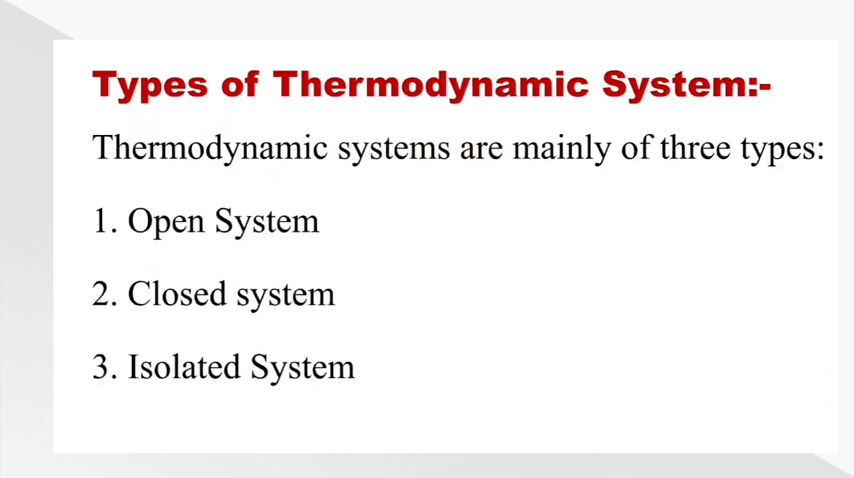 Types of Thermodynamic System:-
Thermodynamic systems are mainly of three types:
1. Open System
2. Closed system
3. Isolated System